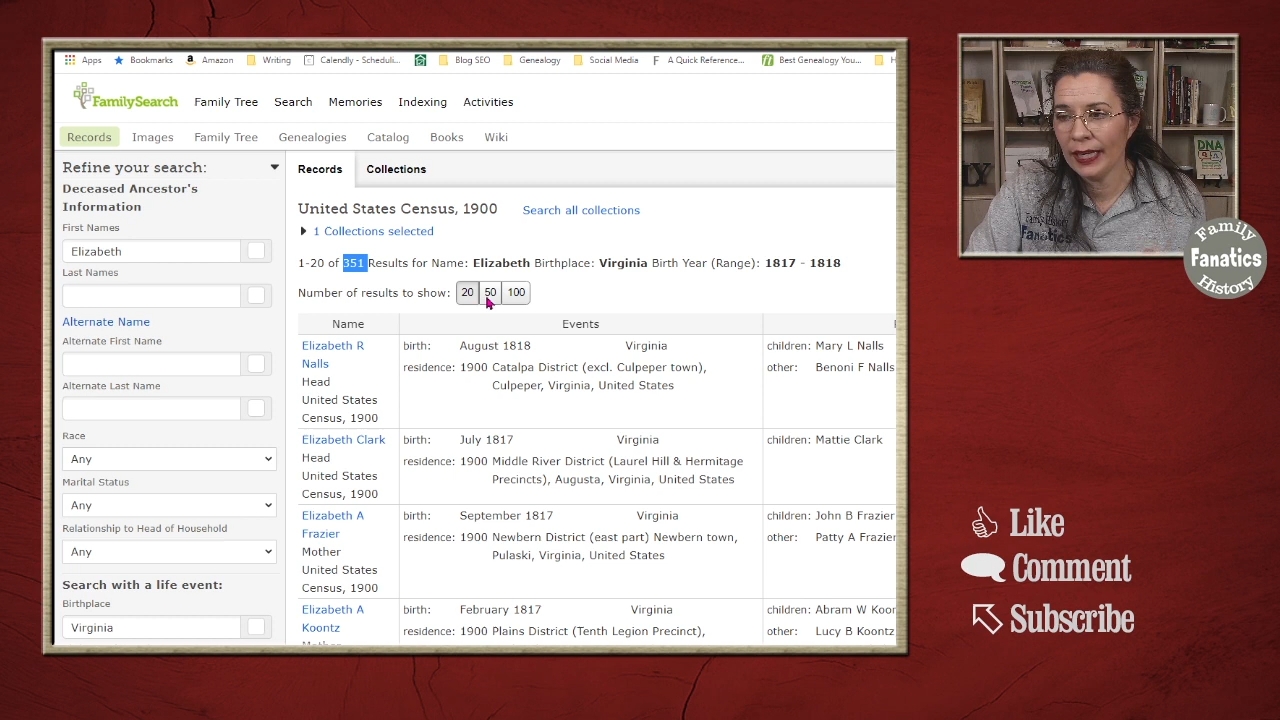 Apps Bookmarks Amazon Writing Calendly - Scheduli... Blog SEO Genealogy Social Media A Quick Reference... Best Genealogy You... H
FamilySearch Family Tree Search Memories Indexing Activities
Records Images Family Tree Genealogies Catalog Books Wiki
Refine your search:
Deceased Ancestor's
Information
First Names
Elizabeth
Last Names
Alternate Name
Alternate First Name
Alternate Last Name
Race
Any
Marital Status
Any
Relationship to Head of Household
Any
Search with a life event:
Birthplace
Virginia
Records Collections
United States Census, 1900 Search all collections
1 Collections selected
1-20 of 351 Results for Name: Elizabeth Birthplace: Virginia Birth Year (Range): 1817 - 1818
Number of results to show: 20 50 100
Name Events
Elizabeth R
Nalls
Head
United States
Census, 1900
birth: August 1818 Virginia
residence: 1900 Catalpa District (excl. Culpeper town),
Culpeper, Virginia, United States
children: Mary L Nalls
other: Benoni F Nalls
Elizabeth Clark
Head
United States
Census, 1900
birth: July 1817 Virginia
residence: 1900 Middle River District (Laurel Hill & Hermitage
Precincts), Augusta, Virginia, United States
children: Mattie Clark
Elizabeth A
Frazier
Mother
United States
Census, 1900
birth: September 1817 Virginia
residence: 1900 Newbern District (east part) Newbern town,
Pulaski, Virginia, United States
children: John B Frazier
other: Patty A Frazier
Elizabeth A
Koontz
Mother
birth: February 1817 Virginia
residence: 1900 Plains District (Tenth Legion Precinct),
children: Abram W Koon
other: Lucy B Koontz
DNA
Family History
Fanatics
Family
Fanatics
History
Like
Comment
Subscribe